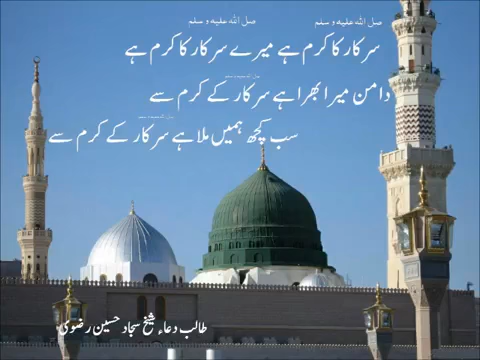 صلی اللہ علیہ و سلم صلی اللہ علیہ و سلم
سرکار کا کرم ہے میرے سرکار کا کرم ہے
دامن میرا بھرا ہے سرکار کے کرم سے
سب کچھ ہمیں ملا ہے سرکار کے کرم سے
طالب دعاء شیخ سجاد حسین رضوی